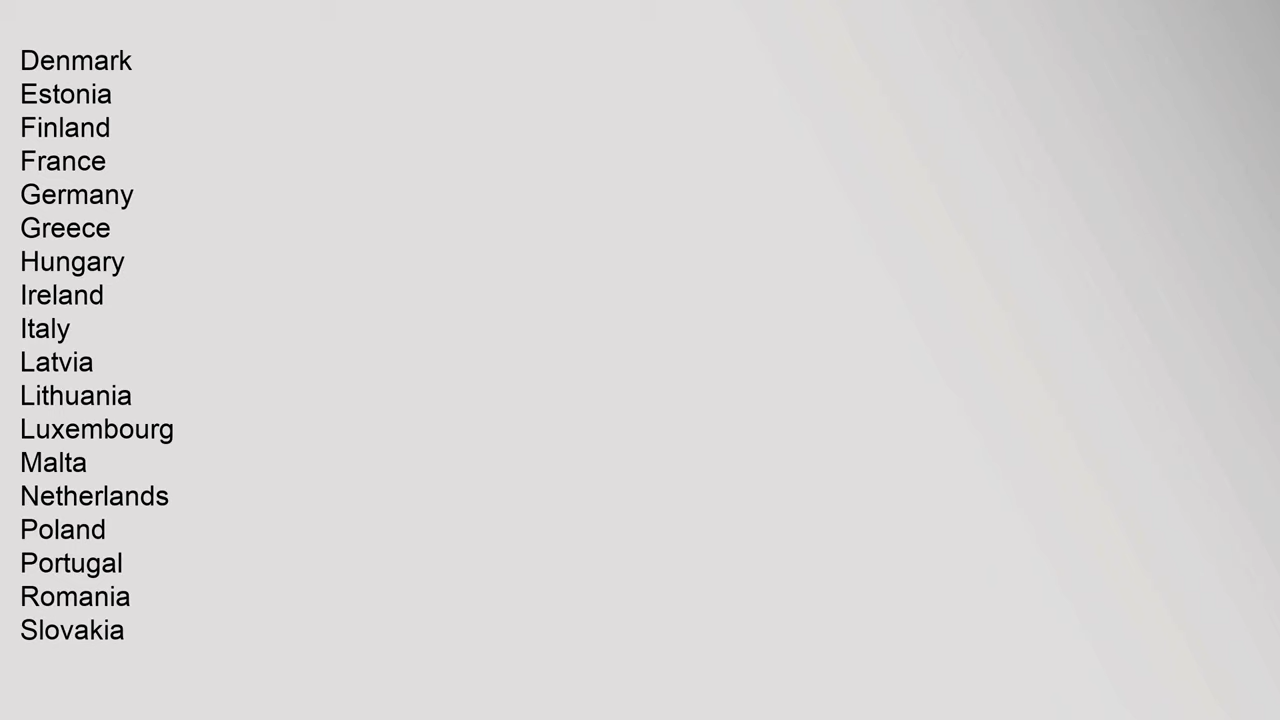 Denmark
Estonia
Finland
France
Germany
Greece
Hungary
Ireland
Italy
Latvia
Lithuania
Luxembourg
Malta
Netherlands
Poland
Portugal
Romania
Slovakia